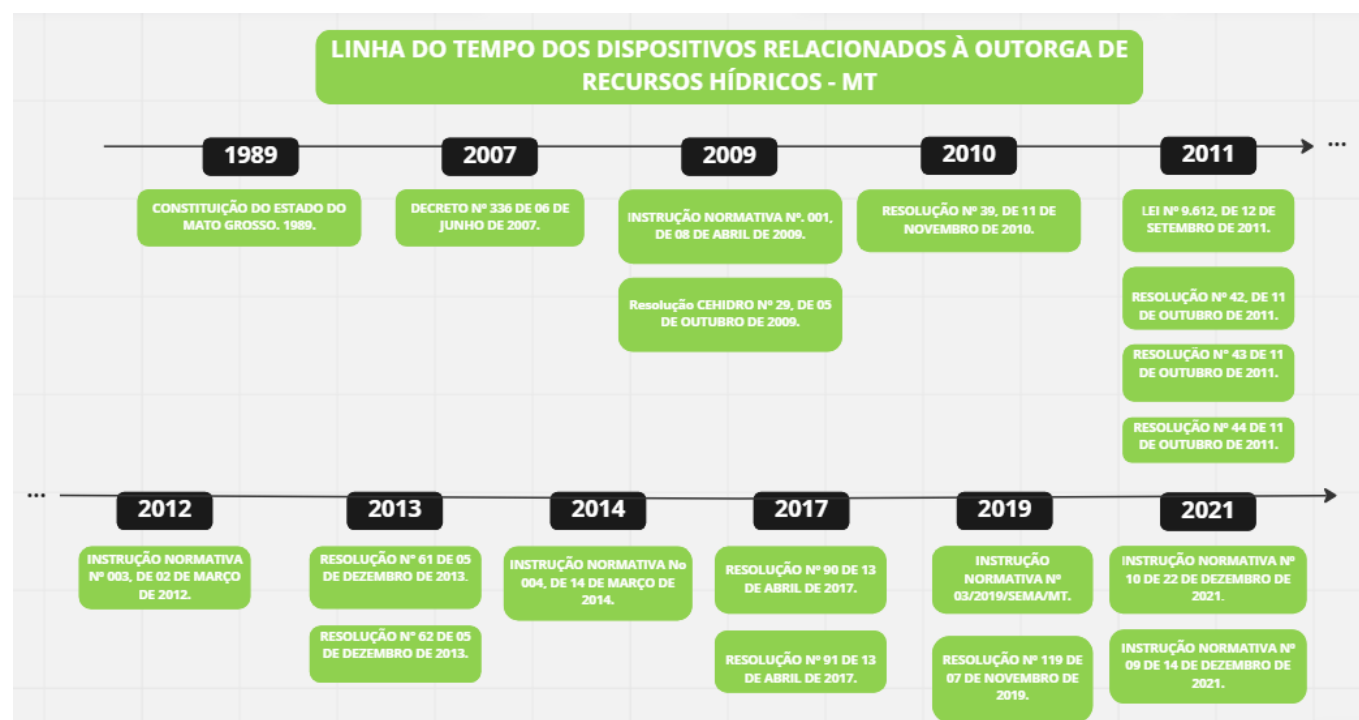 LINHA DO TEMPO DOS DISPOSITIVOS RELACIONADOS À OUTORGA DE
RECURSOS HÍDRICOS - MT
1989
2007
2009
2010
2011
...
CONSTITUIÇÃO DO ESTADO DO
MATO GROSSO. 1989.
DECRETO Nº 336 DE 06 DE
JUNHO DE 2007.
INSTRUÇÃO NORMATIVA Nº. 001,
DE 08 DE ABRIL DE 2009.
Resolução CEHIDRO Nº 29, DE 05
DE OUTUBRO DE 2009.
RESOLUÇÃO Nº 39, DE 11 DE
NOVEMBRO DE 2010.
LEI Nº 9.612, DE 12 DE
SETEMBRO DE 2011.
RESOLUÇÃO Nº 42, DE 11
DE OUTUBRO DE 2011.
RESOLUÇÃO N° 43 DE 11
DE OUTUBRO DE 2011.
RESOLUÇÃO Nº 44 DE 11
DE OUTUBRO DE 2011.
...
2012
2013
2014
2017
2019
2021
INSTRUÇÃO NORMATIVA
Nº 003, DE 02 DE MARÇO
DE 2012.
RESOLUÇÃO N° 61 DE 05
DE DEZEMBRO DE 2013.
RESOLUÇÃO N° 62 DE 05
DE DEZEMBRO DE 2013.
INSTRUÇÃO NORMATIVA No
004, DE 14 DE MARÇO DE
2014.
RESOLUÇÃO Nº 90 DE 13
DE ABRIL DE 2017.
RESOLUÇÃO Nº 91 DE 13
DE ABRIL DE 2017.
INSTRUÇÃO
NORMATIVA Nº
03/2019/SEMA/MT.
RESOLUÇÃO Nº 119 DE
07 DE NOVEMBRO DE
2019.
INSTRUÇÃO NORMATIVA Nº
10 DE 22 DE DEZEMBRO DE
2021.
INSTRUÇÃO NORMATIVA Nº
09 DE 14 DE DEZEMBRO DE
2021.